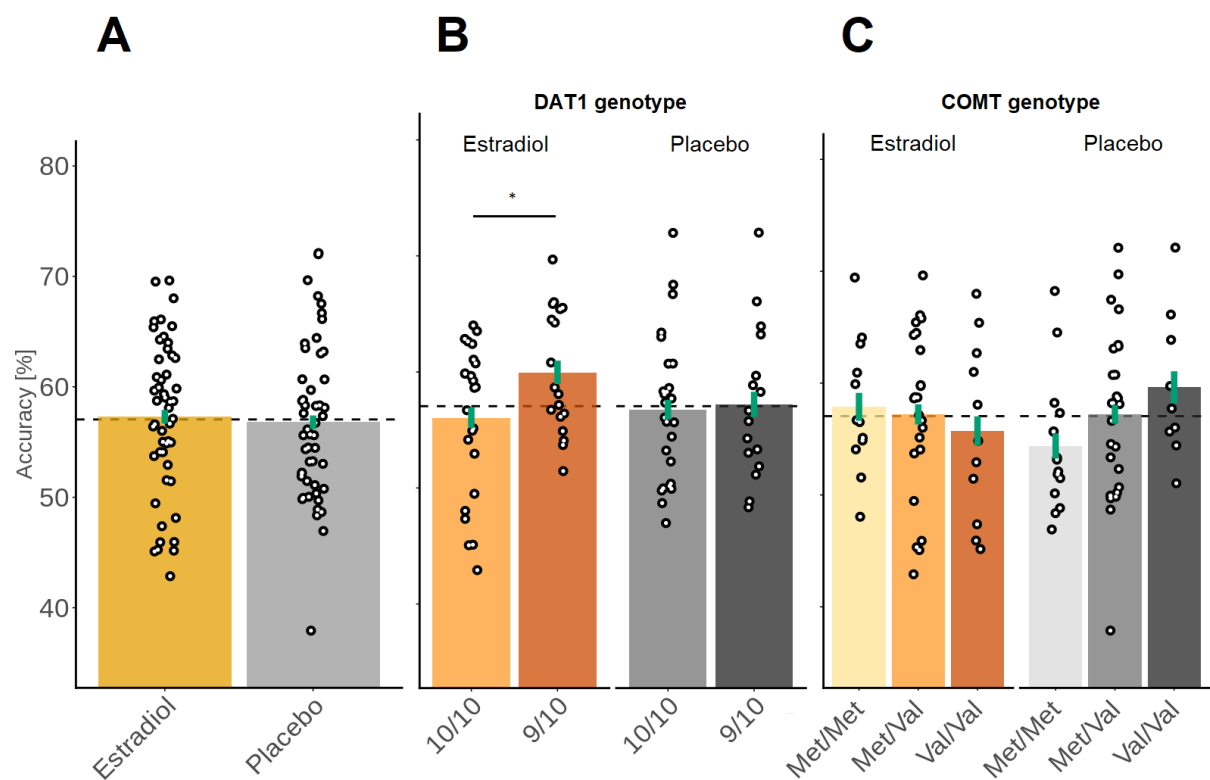 A
B
C
DAT1 genotype
COMT genotype
Estradiol
Placebo
Estradiol
Placebo
*
80
70
60
50
40
Accuracy [%]
Estradiol
Placebo
10/10
9/10
10/10
9/10
Met/Met
Met/Val
Val/Val
Met/Met
Met/Val
Val/Val